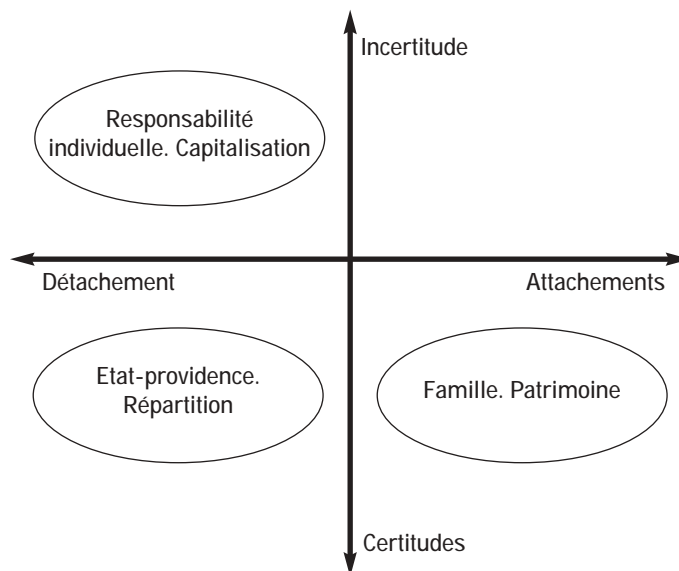 Incertitude
Responsabilité
individuelle. Capitalisation
Détachement
Attachements
Etat-providence.
Répartition
Famille. Patrimoine
Certitudes